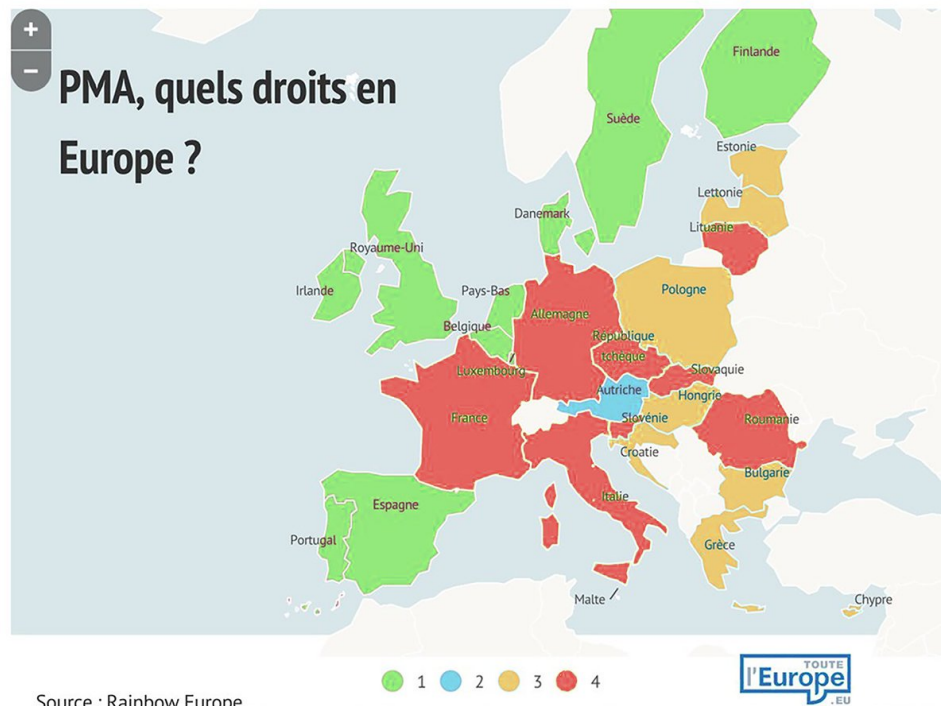 +
−
PMA, quels droits en
Europe ?
Finlande
Suède
Estonie
Lettonie
Danemark
Lituanie
Royaume-Uni
Irlande
Pays-Bas
Pologne
Allemagne
Belgique
République
tchèque
Luxembourg
Slovaquie
Autriche
Hongrie
France
Slovénie
Roumanie
Croatie
Bulgarie
Italie
Espagne
Portugal
Grèce
Malte
Chypre
1 2 3 4
TOUTE
l'Europe
.EU
Source : Rainbow Europe